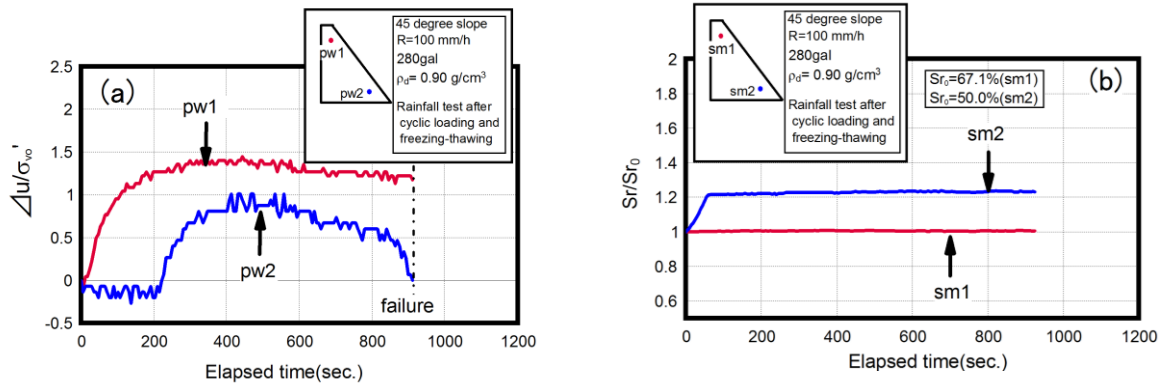 (a)
pw1
pw2
failure
2.5
2
1.5
1
0.5
0
-0.5
0
200
400
600
800
1000
1200
⊿u/σvo'
Elapsed time(sec.)
pw1
pw2
45 degree slope
R=100 mm/h
280gal
ρd= 0.90 g/cm³
Rainfall test after
cyclic loading and
freezing-thawing
(b)
Sr₀=67.1%(sm1)
Sr₀=50.0%(sm2)
sm2
sm1
2
1.8
1.6
1.4
1.2
1
0.8
0.6
0
200
400
600
800
1000
1200
Sr/Sr₀
Elapsed time(sec.)
sm1
sm2
45 degree slope
R=100 mm/h
280gal
ρd= 0.90 g/cm³
Rainfall test after
cyclic loading and
freezing-thawing